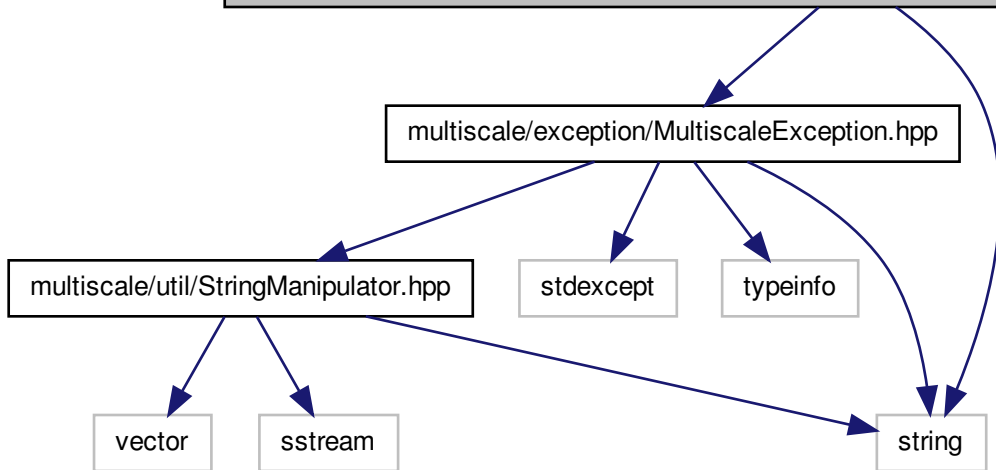 multiscale/exception/MultiscaleException.hpp
multiscale/util/StringManipulator.hpp
stdexcept
typeinfo
vector
sstream
string